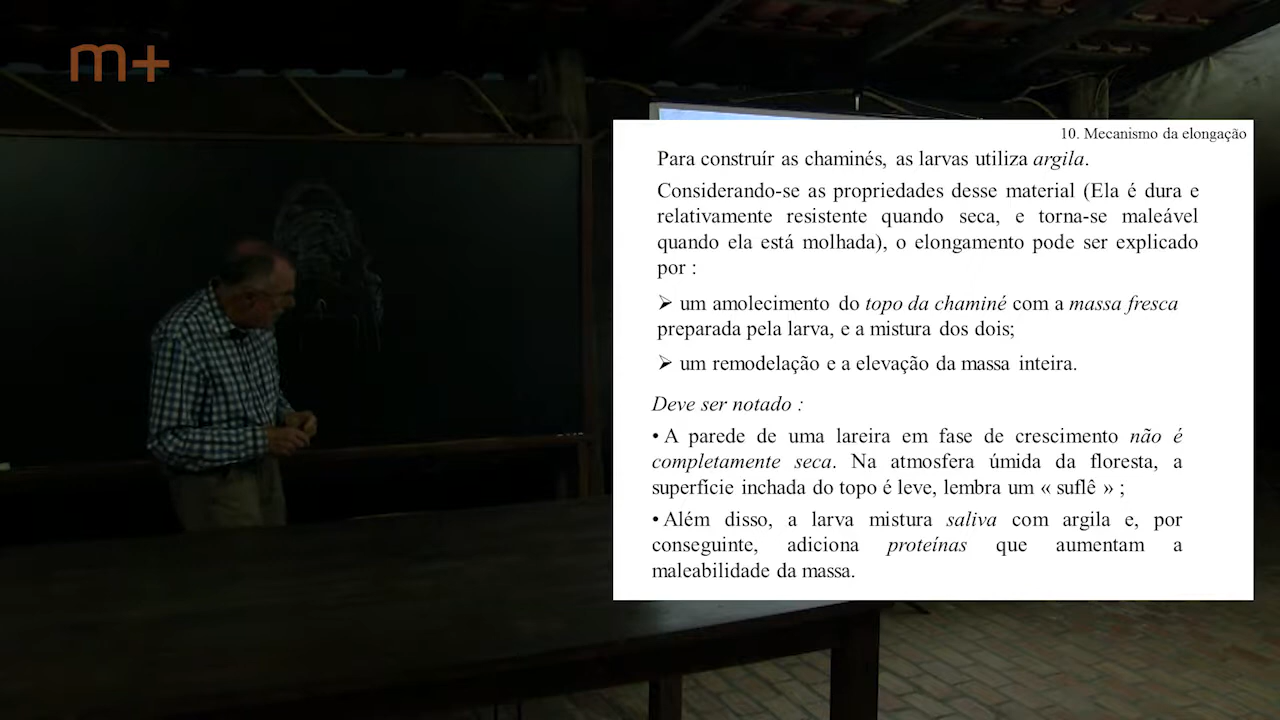 m+
10. Mecanismo da elongação
Para construír as chaminés, as larvas utiliza argila.
Considerando-se as propriedades desse material (Ela é dura e
relativamente resistente quando seca, e torna-se maleável
quando ela está molhada), o elongamento pode ser explicado
por :
➢ um amolecimento do topo da chaminé com a massa fresca
preparada pela larva, e a mistura dos dois;
➢ um remodelação e a elevação da massa inteira.
Deve ser notado :
• A parede de uma lareira em fase de crescimento não é
completamente seca. Na atmosfera úmida da floresta, a
superfície inchada do topo é leve, lembra um « suflê » ;
• Além disso, a larva mistura saliva com argila e, por
conseguinte, adiciona proteínas que aumentam a
maleabilidade da massa.